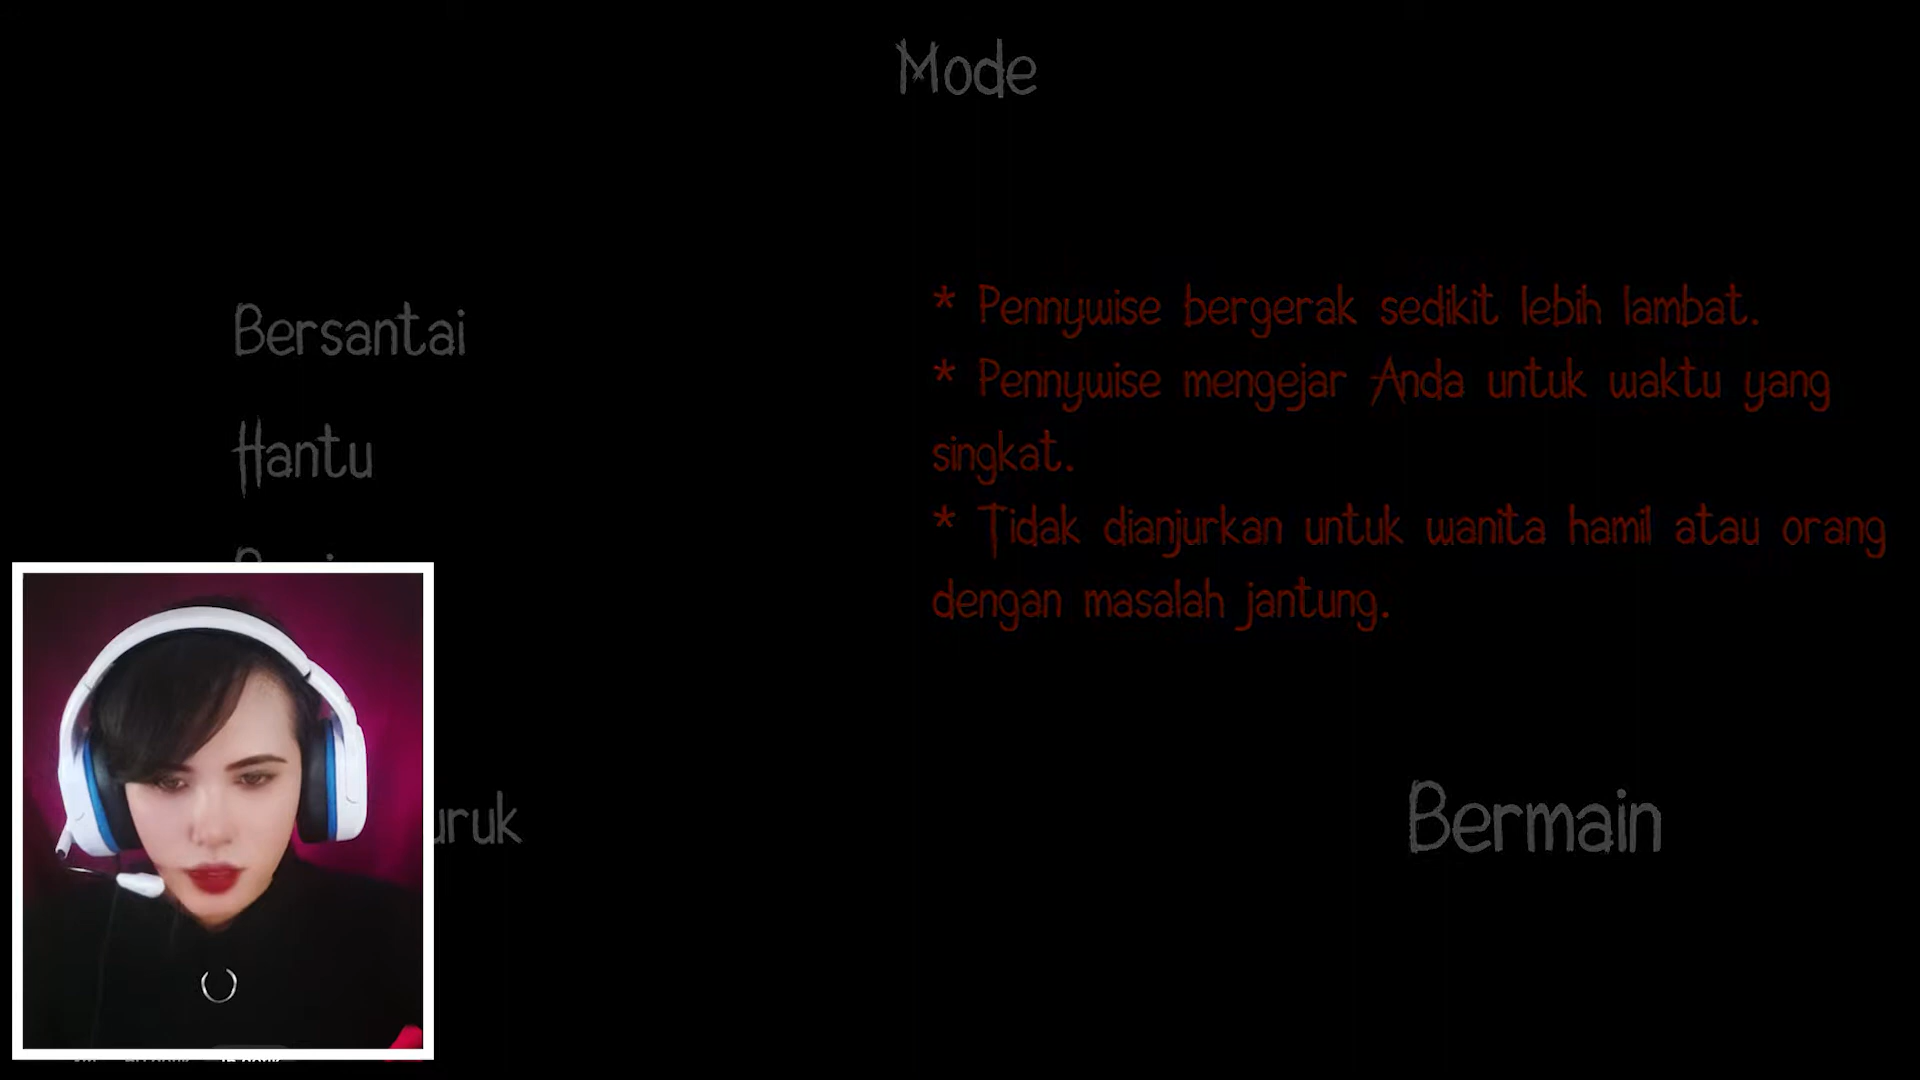 Mode
Bersantai
Hantu
* Pennywise bergerak sedikit lebih lambat.
* Pennywise mengejar Anda untuk waktu yang
singkat.
* Tidak dianjurkan untuk wanita hamil atau orang
dengan masalah jantung.
uruk
Bermain